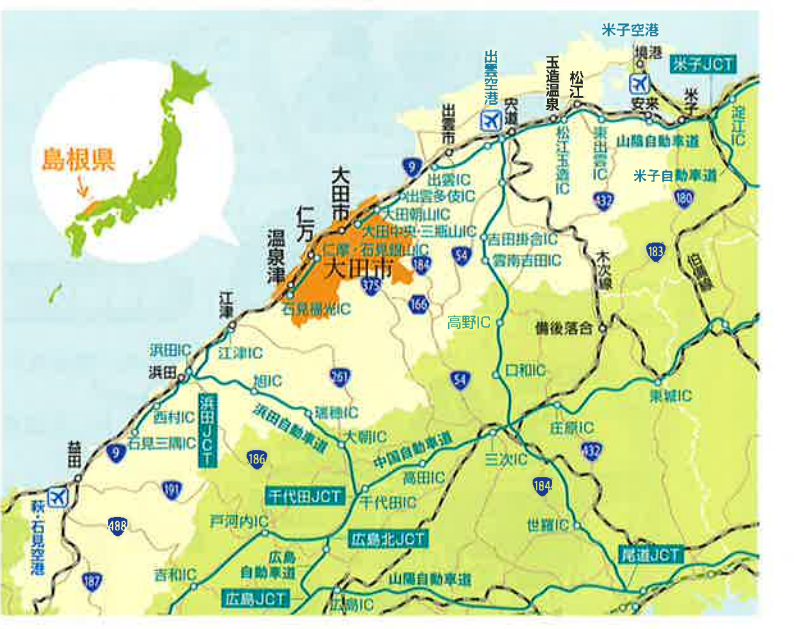 米子空港
境港
米子JCT
出雲空港
玉造温泉
松江
安来
米子
淀江IC
宍道
出雲市
松江玉造IC
東出雲IC
山陰自動車道
米子自動車道
島根県
9
出雲IC
出雲多伎IC
大田朝山IC
大田中央・三瓶山IC
仁摩・石見銀山IC
大田市
石見福光IC
大田市
仁万
温泉津
432
180
183
54
184
375
166
吉田掛合IC
雲南吉田IC
木次線
伯備線
高野IC
備後落合
江津
浜田IC
江津IC
浜田
旭IC
261
54
口和IC
東城IC
西村IC
浜田JCT
瑞穂IC
浜田自動車道
大朝IC
石見三隅IC
庄原IC
中国自動車道
三次IC
432
益田
9
186
高田IC
191
千代田JCT
千代田IC
184
萩・石見空港
488
戸河内IC
世羅IC
広島北JCT
広島
自動車道
尾道JCT
187
吉和IC
山陽自動車道
広島JCT
広島IC